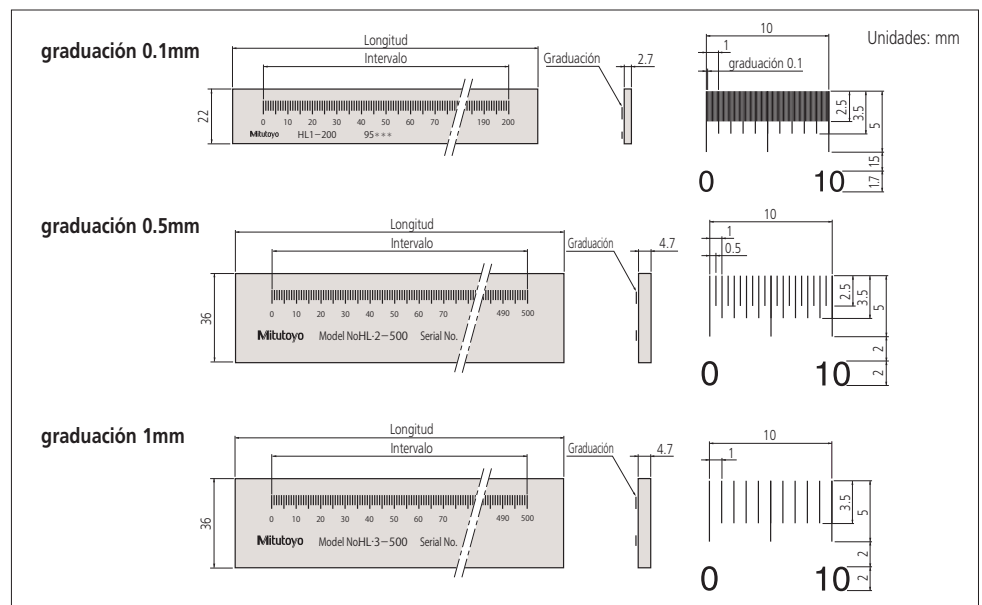 Unidades: mm
graduación 0.1mm
Longitud
Intervalo
Graduación
2.7
22
0 10 20 30 40 50 60 70 190 200
Mitutoyo HL1-200 95***
10
1
graduación 0.1
2.5
3.5
5
15
1.7
0 10
graduación 0.5mm
Longitud
Intervalo
Graduación
4.7
36
0 10 20 30 40 50 60 70 490 500
Mitutoyo Model NoHL-2-500 Serial No.
10
1
0.5
2.5
3.5
5
2
2
0 10
graduación 1mm
Longitud
Intervalo
Graduación
4.7
36
0 10 20 30 40 50 60 70 490 500
Mitutoyo Model NoHL-3-500 Serial No.
10
1
3.5
5
2
2
0 10